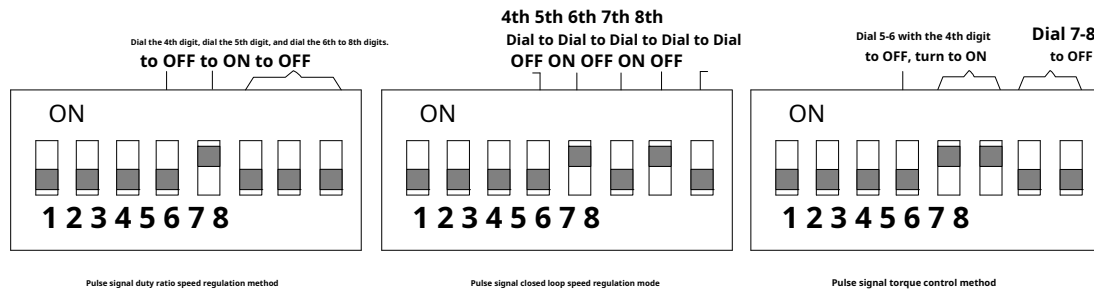 Dial the 4th digit, dial the 5th digit, and dial the 6th to 8th digits.
to OFF to ON to OFF
ON
1 2 3 4 5 6 7 8
Pulse signal duty ratio speed regulation method
4th 5th 6th 7th 8th
Dial to Dial to Dial to Dial to Dial
OFF ON OFF ON OFF
ON
1 2 3 4 5 6 7 8
Pulse signal closed loop speed regulation mode
Dial 5-6 with the 4th digit
to OFF, turn to ON
Dial 7-8
to OFF
ON
1 2 3 4 5 6 7 8
Pulse signal torque control method